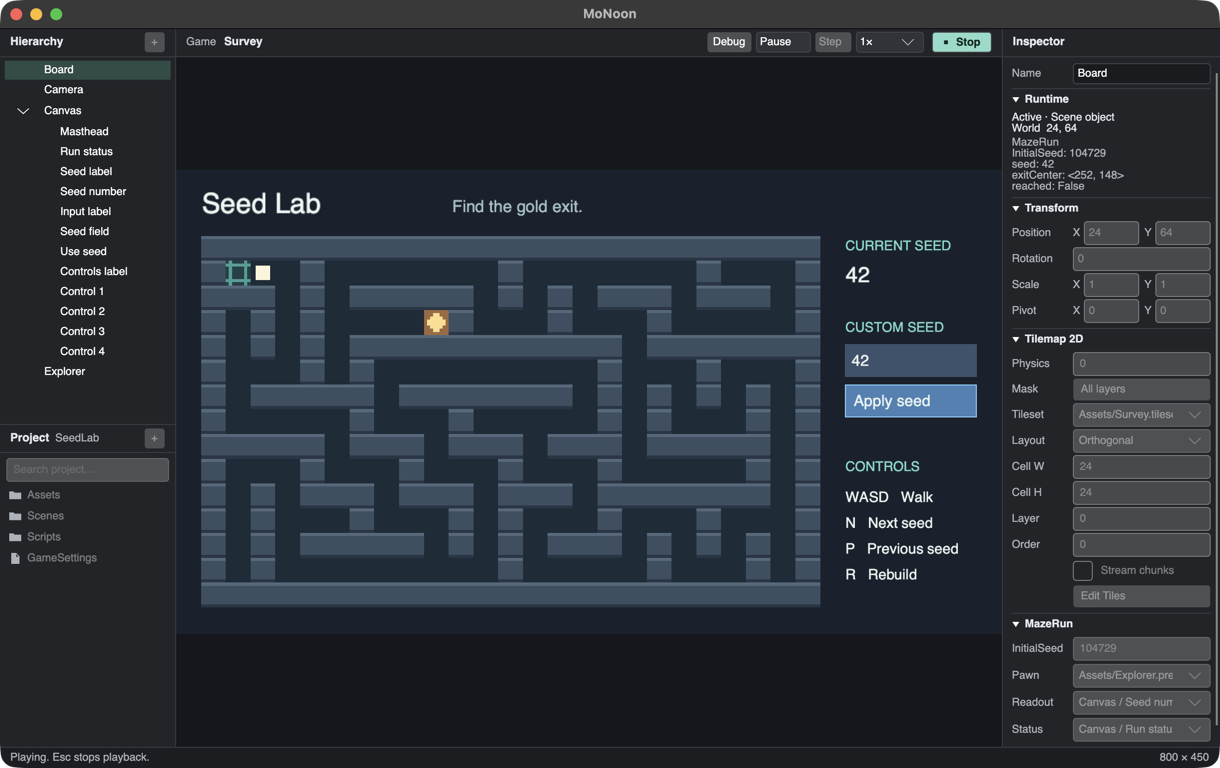 MoNoon
Hierarchy
+
Board
Camera
Canvas
Masthead
Run status
Seed label
Seed number
Input label
Seed field
Use seed
Controls label
Control 1
Control 2
Control 3
Control 4
Explorer
Project SeedLab
+
Search project...
Assets
Scenes
Scripts
GameSettings
Game Survey
Debug
Pause
Step
1×
Stop
Seed Lab
Find the gold exit.
CURRENT SEED
42
CUSTOM SEED
42
Apply seed
CONTROLS
WASD Walk
N Next seed
P Previous seed
R Rebuild
Inspector
Name Board
Runtime
Active · Scene object
World 24, 64
MazeRun
InitialSeed: 104729
seed: 42
exitCenter: <252, 148>
reached: False
Transform
Position X 24 Y 64
Rotation 0
Scale X 1 Y 1
Pivot X 0 Y 0
Tilemap 2D
Physics 0
Mask All layers
Tileset Assets/Survey.tiles
Layout Orthogonal
Cell W 24
Cell H 24
Layer 0
Order 0
Stream chunks
Edit Tiles
MazeRun
InitialSeed 104729
Pawn Assets/Explorer.pre
Readout Canvas / Seed num
Status Canvas / Run statu
Playing. Esc stops playback.
800 × 450